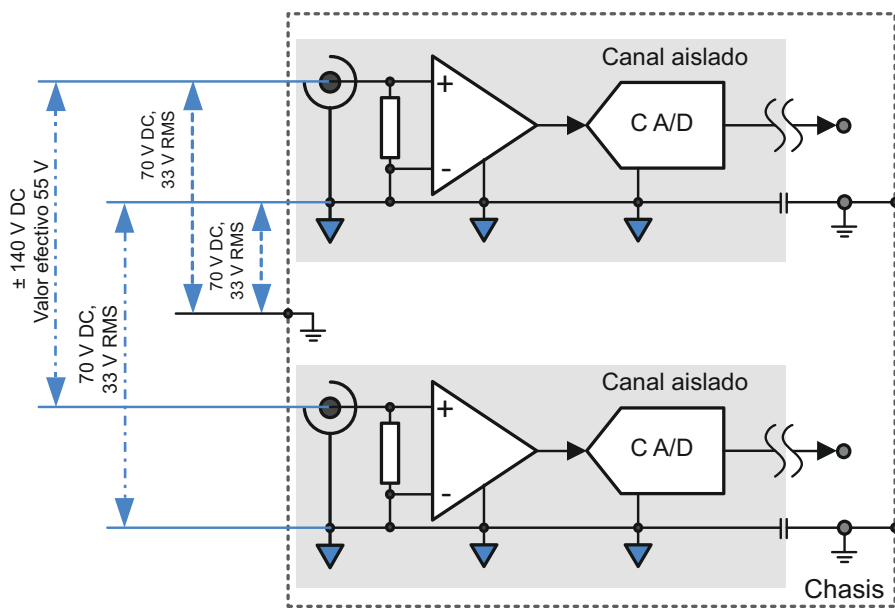 Canal aislado
+
-
C A/D
± 140 V DC
Valor efectivo 55 V
70 V DC,
33 V RMS
70 V DC,
33 V RMS
70 V DC,
33 V RMS
Canal aislado
+
-
C A/D
Chasis